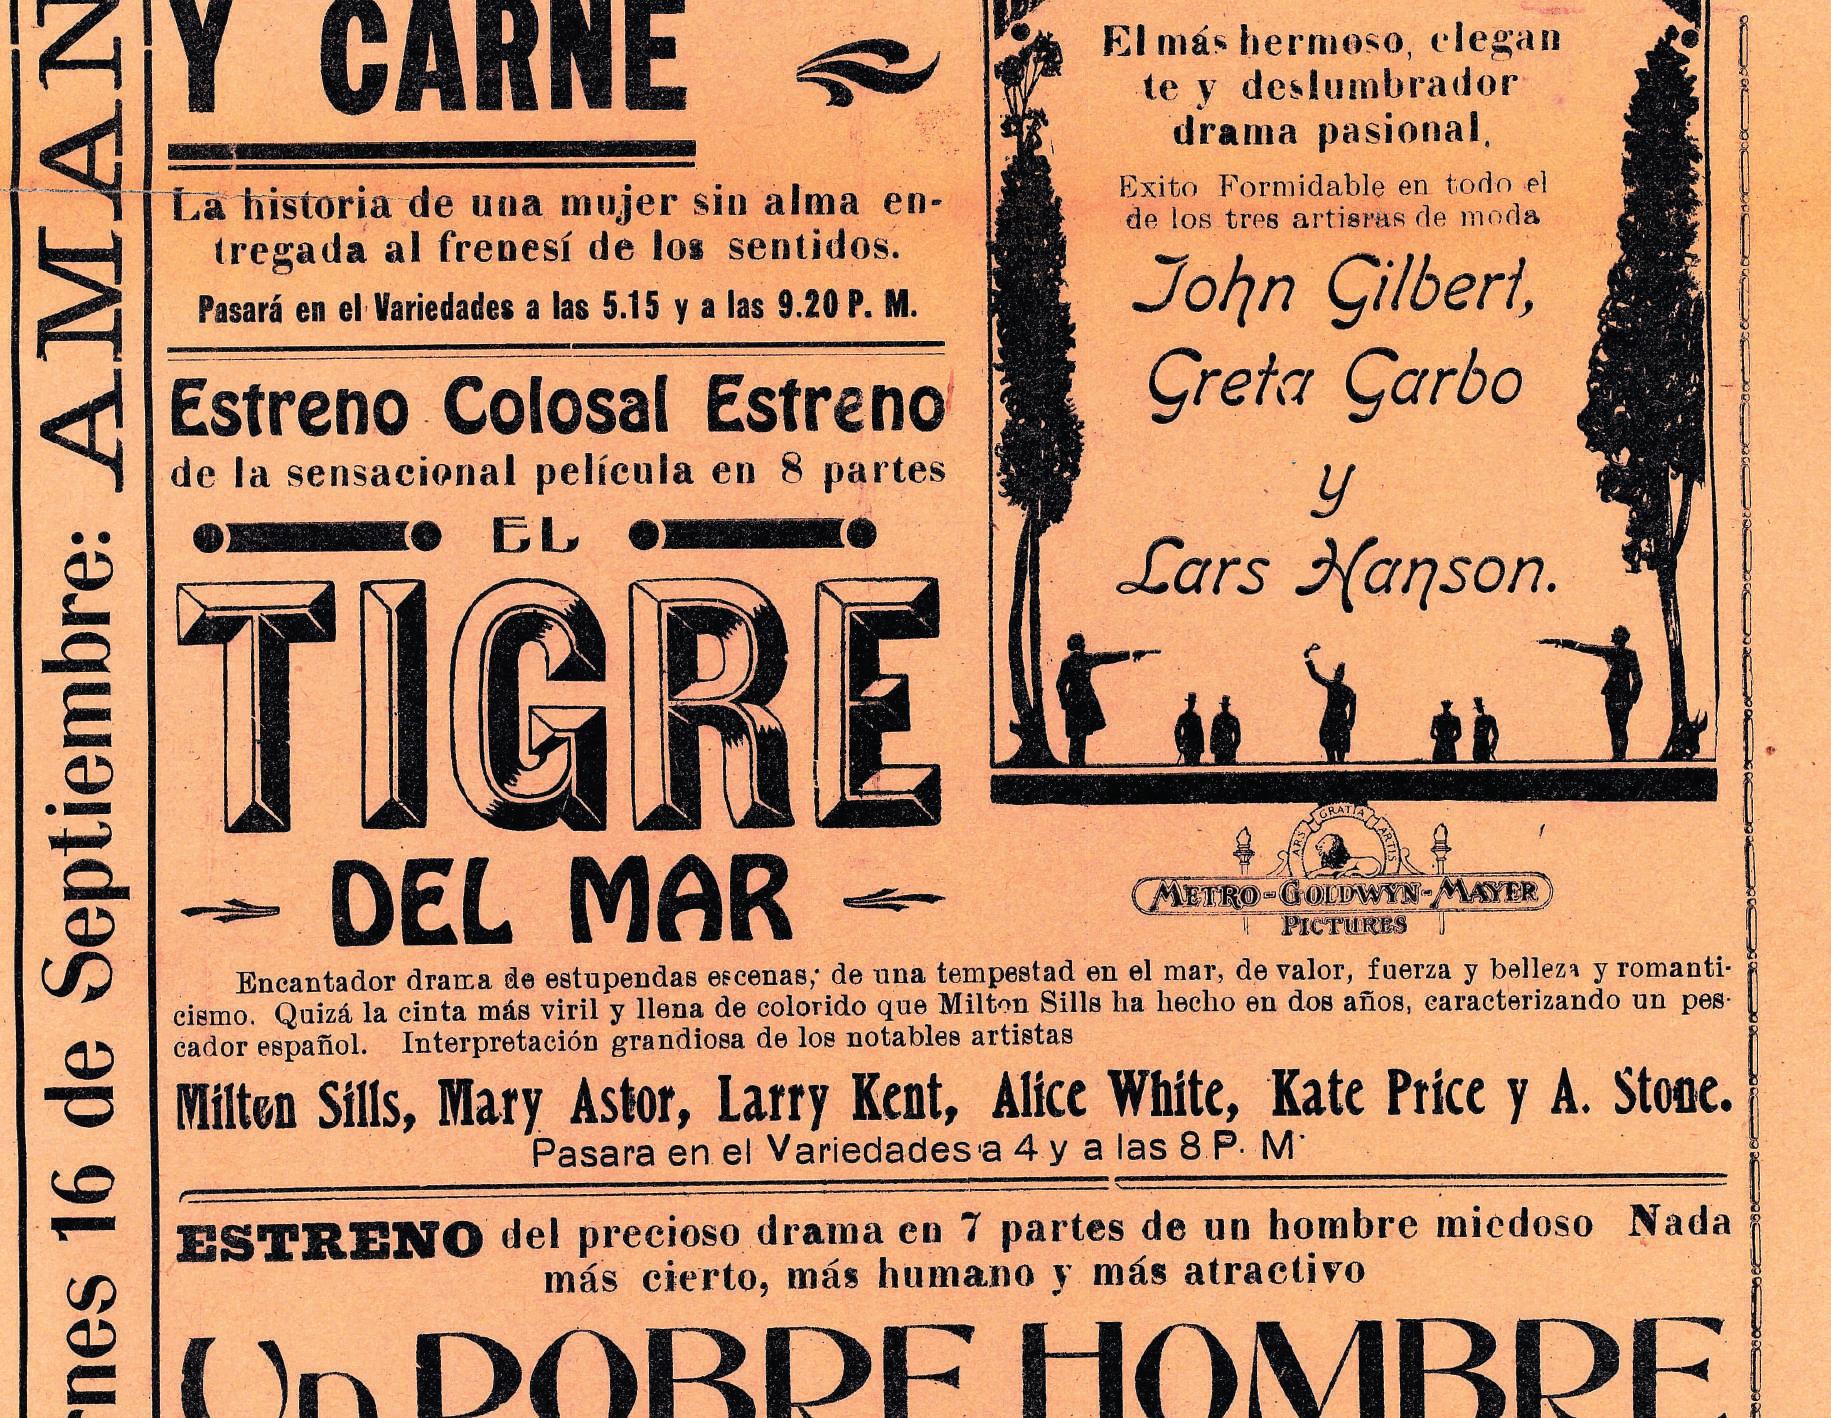 Y CARNE
La historia de una mujer sin alma en-
tregada al frenesí de los sentidos.
Pasará en el Variedades a las 5.15 y a las 9.20 P. M.
Estreno Colosal Estreno
de la sensacional película en 8 partes
EL
TIGRE
DEL MAR
El más hermoso, elegan
te y deslumbrador
drama pasional.
Exito Formidable en todo el
de los tres artisras de moda
John Gilbert,
Greta Garbo
y
Lars Hanson.
ARS GRATIA ARTIS
METRO-GOLDWYN-MAYER
PICTURES
Encantador drama de estupendas escenas; de una tempestad en el mar, de valor, fuerza y belleza y romanti-
cismo. Quizá la cinta más viril y llena de colorido que Milton Sills ha hecho en dos años, caracterizando un pes-
cador español. Interpretación grandiosa de los notables artistas
Milton Sills, Mary Astor, Larry Kent, Alice White, Kate Price y A. Stone.
Pasara en el Variedades a 4 y a las 8 P. M.
ESTRENO del precioso drama en 7 partes de un hombre miedoso Nada
más cierto, más humano y más atractivo
Un POBRE HOMBRE
rnes 16 de Septiembre: AMAN